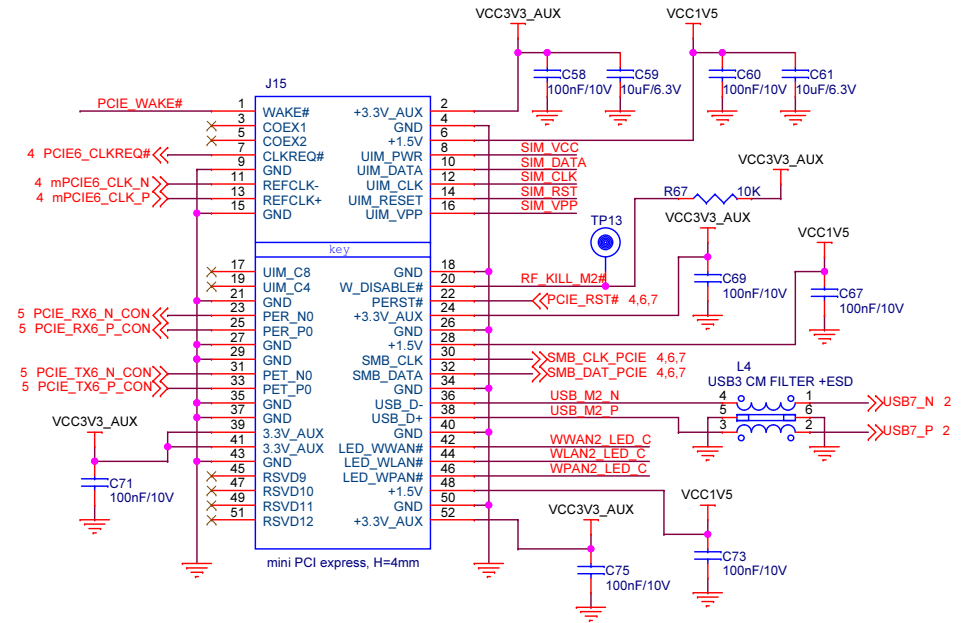 VCC3V3_AUX VCC1V5
C58 100nF/10V C59 10uF/6.3V C60 100nF/10V C61 10uF/6.3V
J15
PCIE_WAKE# 1 WAKE# +3.3V_AUX 2
3 COEX1 GND 4
5 COEX2 +1.5V 6
4 PCIE6_CLKREQ# 7 CLKREQ# UIM_PWR 8 SIM_VCC
9 GND UIM_DATA 10 SIM_DATA
4 mPCIE6_CLK_N 11 REFCLK- UIM_CLK 12 SIM_CLK
4 mPCIE6_CLK_P 13 REFCLK+ UIM_RESET 14 SIM_RST
15 GND UIM_VPP 16 SIM_VPP
VCC3V3_AUX
R67 10K
TP13
VCC3V3_AUX
VCC1V5
key
17 UIM_C8 GND 18
19 UIM_C4 W_DISABLE# 20 RF_KILL_M2#
21 GND PERST# 22 PCIE_RST# 4,6,7
5 PCIE_RX6_N_CON 23 PER_N0 +3.3V_AUX 24
5 PCIE_RX6_P_CON 25 PER_P0 GND 26
27 GND +1.5V 28
29 GND SMB_CLK 30 SMB_CLK_PCIE 4,6,7
5 PCIE_TX6_N_CON 31 PET_N0 SMB_DATA 32 SMB_DAT_PCIE 4,6,7
5 PCIE_TX6_P_CON 33 PET_P0 GND 34
35 GND USB_D- 36 USB_M2_N
37 GND USB_D+ 38 USB_M2_P
39 3.3V_AUX GND 40
41 3.3V_AUX LED_WWAN# 42 WWAN2_LED_C
43 GND LED_WLAN# 44 WLAN2_LED_C
45 RSVD9 LED_WPAN# 46 WPAN2_LED_C
47 RSVD10 +1.5V 48
49 RSVD11 GND 50
51 RSVD12 +3.3V_AUX 52
mini PCI express, H=4mm
C69 100nF/10V
C67 100nF/10V
L4
USB3 CM FILTER +ESD
4 1 USB7_N 2
5 6
3 2 USB7_P 2
VCC3V3_AUX
C71 100nF/10V
VCC3V3_AUX
C75 100nF/10V
VCC1V5
C73 100nF/10V